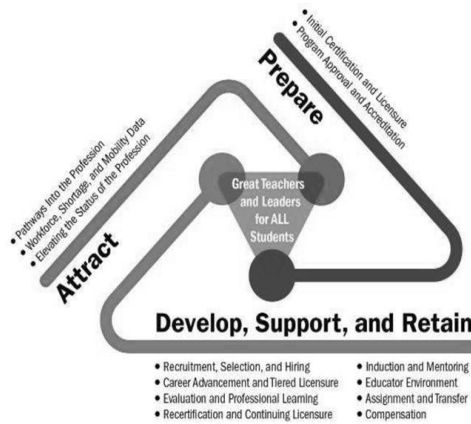 • Initial Certification and Licensure
• Program Approval and Accreditation
Prepare
• Pathways Into the Profession
• Workforce, Shortage, and Mobility Data
• Elevating the Status of the Profession
Attract
Great Teachers
and Leaders
for ALL
Students
Develop, Support, and Retain
• Recruitment, Selection, and Hiring
• Career Advancement and Tiered Licensure
• Evaluation and Professional Learning
• Recertification and Continuing Licensure
• Induction and Mentoring
• Educator Environment
• Assignment and Transfer
• Compensation